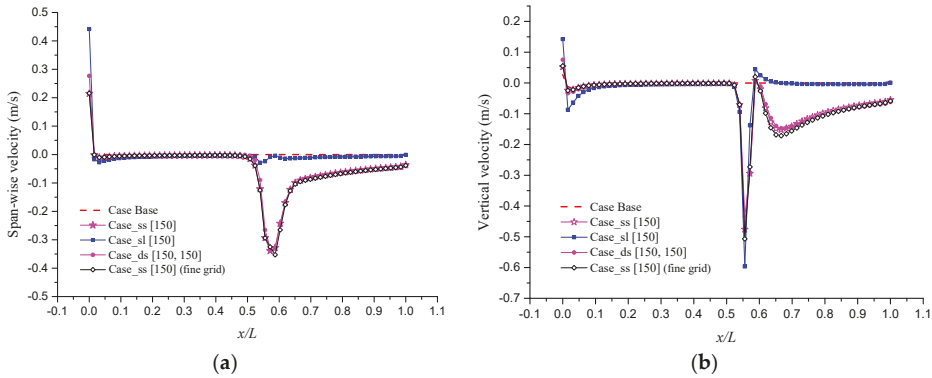 0.5
0.4
0.3
0.2
0.1
0.0
-0.1
-0.2
-0.3
-0.4
-0.5
Span-wise velocity (m/s)
Case Base
Case_ss [150]
Case_sl [150]
Case_ds [150, 150]
Case_ss [150] (fine grid)
-0.1 0.0 0.1 0.2 0.3 0.4 0.5 0.6 0.7 0.8 0.9 1.0 1.1
x/L
(a)
0.2
0.1
0.0
-0.1
-0.2
-0.3
-0.4
-0.5
-0.6
-0.7
Vertical velocity (m/s)
Case Base
Case_ss [150]
Case_sl [150]
Case_ds [150, 150]
Case_ss [150] (fine grid)
-0.1 0.0 0.1 0.2 0.3 0.4 0.5 0.6 0.7 0.8 0.9 1.0 1.1
x/L
(b)